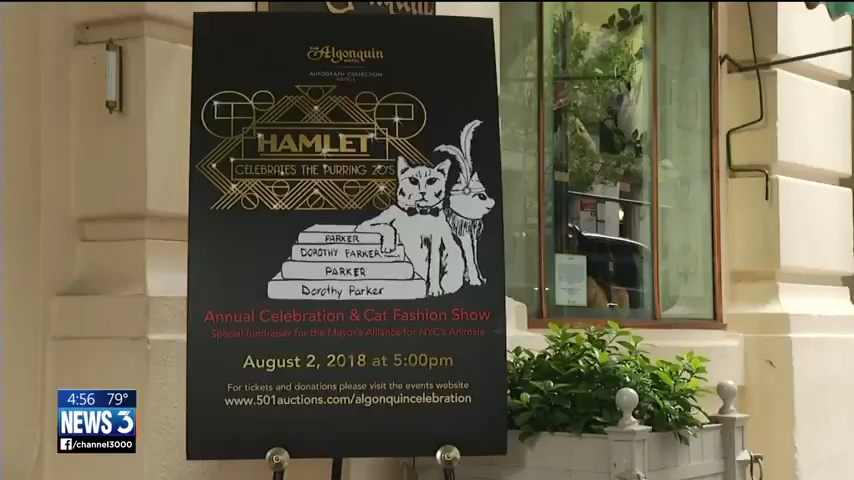 THE Algonquin
HOTEL
AUTOGRAPH COLLECTION
HOTELS
HAMLET
CELEBRATES THE PURRING 20'S
PARKER
DOROTHY PARKER
PARKER
Dorothy Parker
Annual Celebration & Cat Fashion Show
Special fundraiser for the Mayor's Alliance for NYC's Animals
August 2, 2018 at 5:00pm
For tickets and donations please visit the events website
www.501auctions.com/algonquincelebration
4:56 79°
NEWS 3
f/channel3000